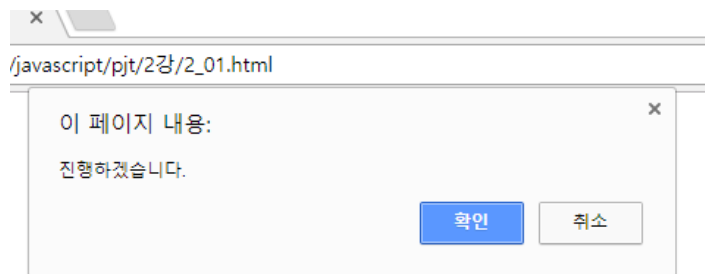 /javascript/pjt/2강/2_01.html
이 페이지 내용:
진행하겠습니다.
확인 취소